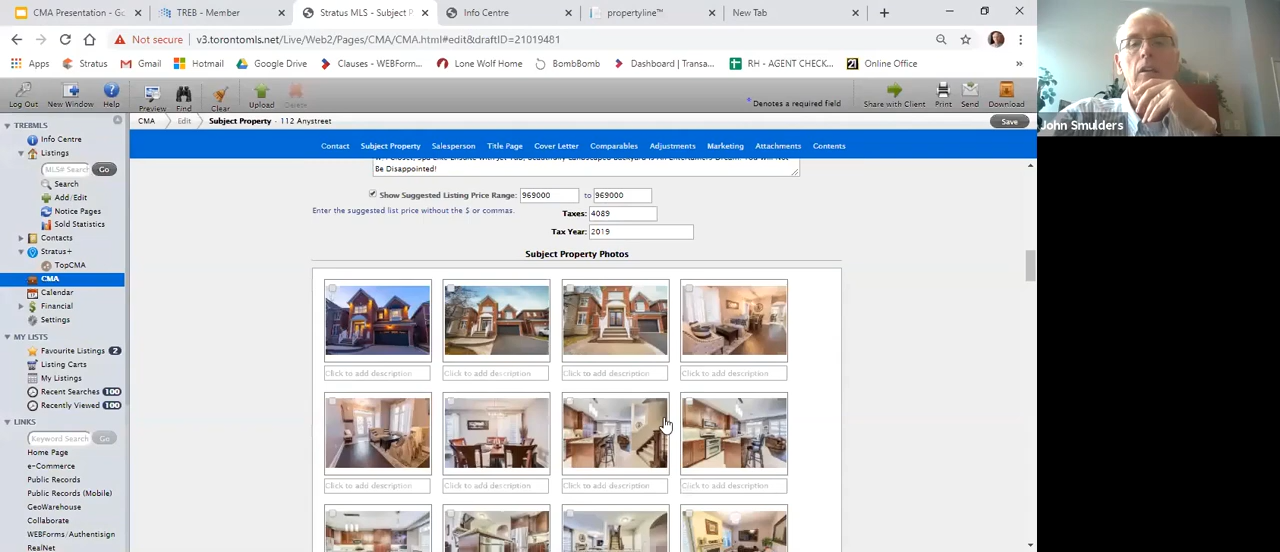 CMA Presentation - Go
TREB - Member
Stratus MLS - Subject P
Info Centre
propertyline™
New Tab
Not secure
v3.torontomls.net/Live/Web2/Pages/CMA/CMA.html#edit&draftID=21019481
Apps
Stratus
Gmail
Hotmail
Google Drive
Clauses - WEBForm...
Lone Wolf Home
BombBomb
Dashboard | Transa...
RH - AGENT CHECK...
21 Online Office
Log Out
New Window
Help
Preview
Find
Clear
Upload
Delete
* Denotes a required field
Share with Client
Print
Send
Download
John Smulders
TREBMLS
CMA
Edit
Subject Property - 112 Anystreet
Save
Contact
Subject Property
Salesperson
Title Page
Cover Letter
Comparables
Adjustments
Marketing
Attachments
Contents
Info Centre
Listings
MLS# Search
Go
Search
Add/Edit
Notice Pages
Sold Statistics
Contacts
Stratus+
TopCMA
CMA
Calendar
Financial
Settings
MY LISTS
Favourite Listings 2
Listing Carts
My Listings
Recent Searches 100
Recently Viewed 100
LINKS
Keyword Search
Go
Home Page
e-Commerce
Public Records
Public Records (Mobile)
GeoWarehouse
Collaborate
WEBForms/Authentisign
RealNet
Be Disappointed!
Show Suggested Listing Price Range: 969000 to 969000
Enter the suggested list price without the $ or commas.
Taxes: 4089
Tax Year: 2019
Subject Property Photos
Click to add description
Click to add description
Click to add description
Click to add description
Click to add description
Click to add description
Click to add description
Click to add description